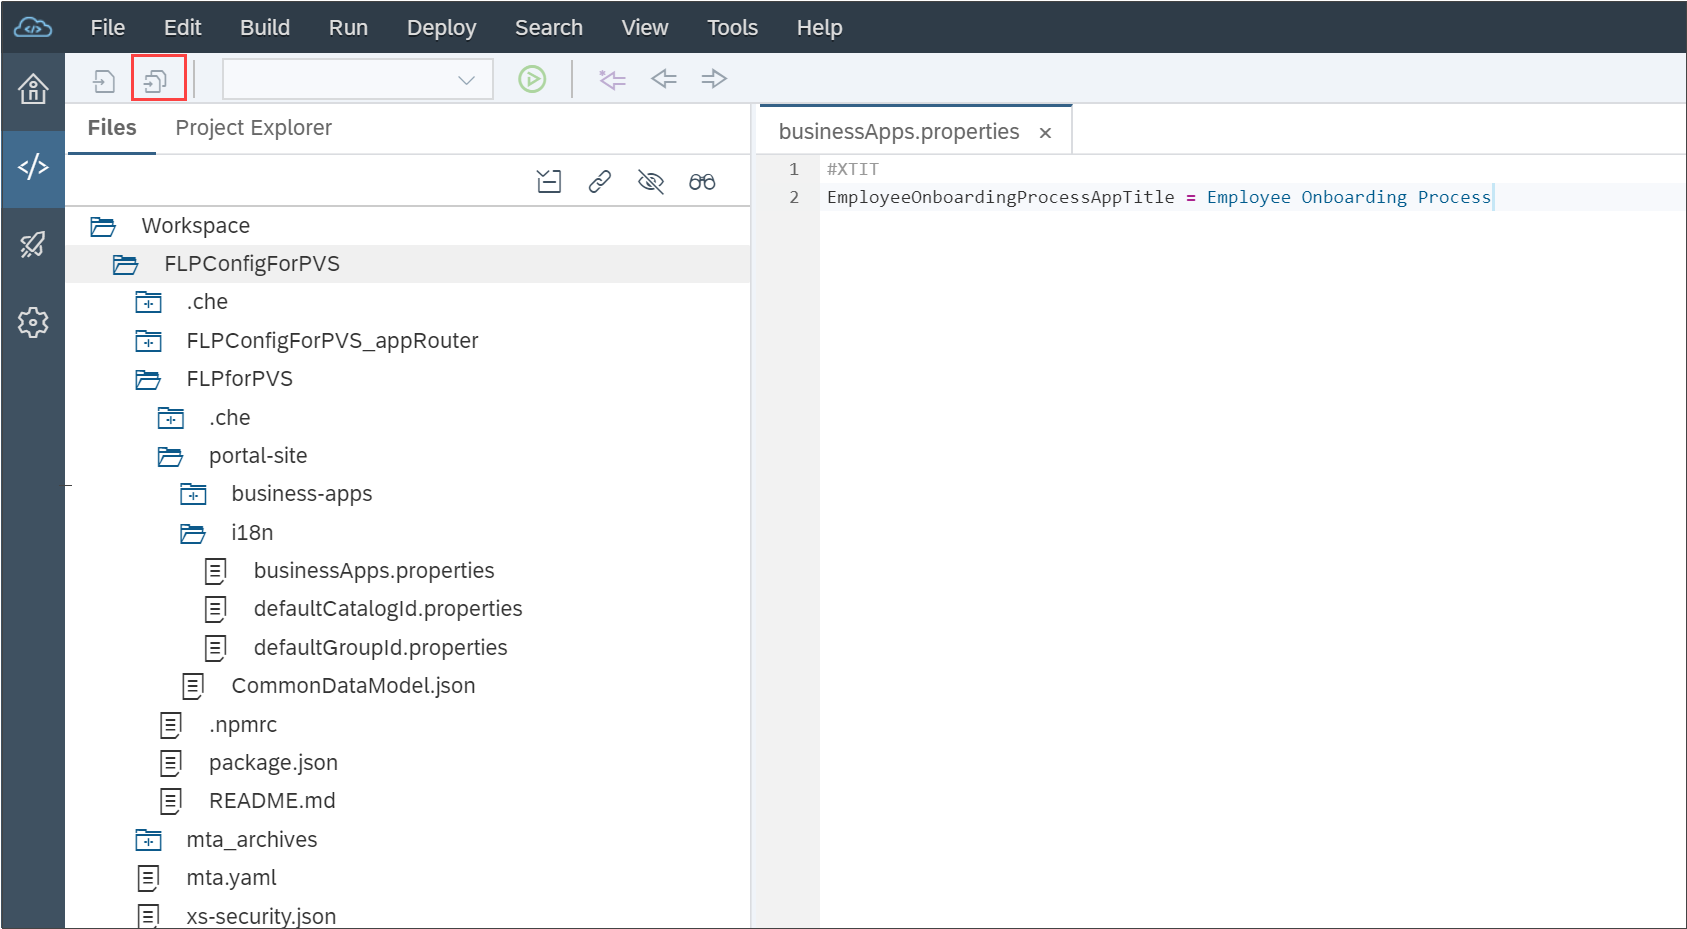 File Edit Build Run Deploy Search View Tools Help
Files Project Explorer
businessApps.properties ×
Workspace
FLPConfigForPVS
.che
FLPConfigForPVS_appRouter
FLPforPVS
.che
portal-site
business-apps
i18n
businessApps.properties
defaultCatalogId.properties
defaultGroupId.properties
CommonDataModel.json
.npmrc
package.json
README.md
mta_archives
mta.yaml
xs-security.json
1 #XTIT
2 EmployeeOnboardingProcessAppTitle = Employee Onboarding Process